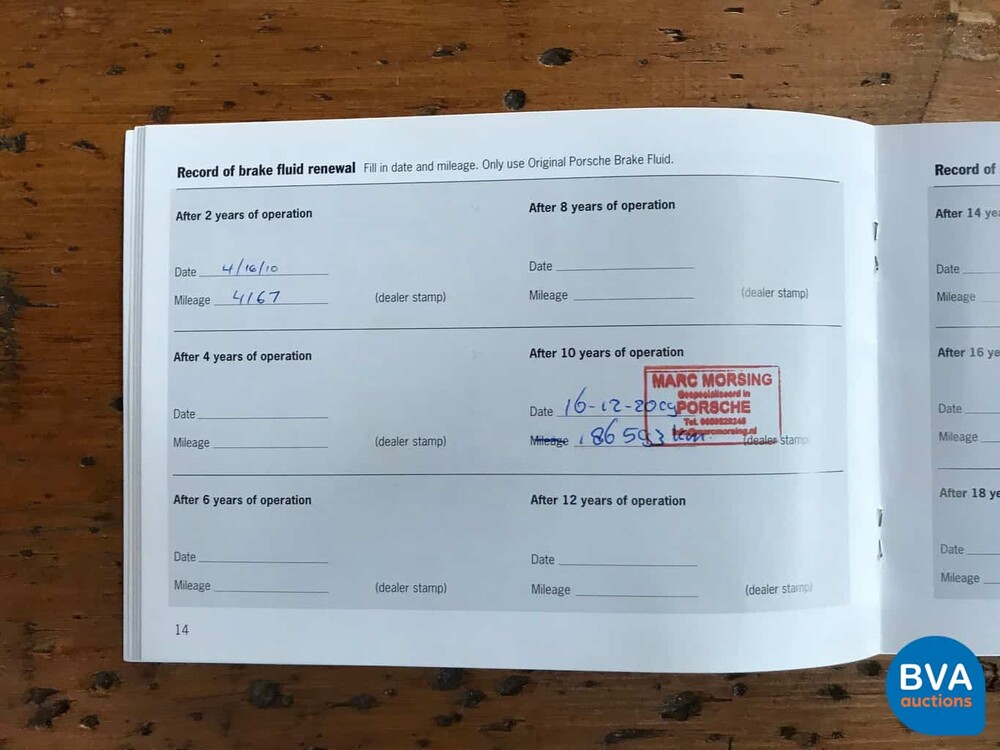 Record of brake fluid renewal Fill in date and mileage. Only use Original Porsche Brake Fluid.
After 2 years of operation
Date 4/16/10
Mileage 4167 (dealer stamp)
After 4 years of operation
Date
Mileage (dealer stamp)
After 6 years of operation
Date
Mileage (dealer stamp)
After 8 years of operation
Date
Mileage (dealer stamp)
After 10 years of operation
MARC MORSING
Gespecialiseerd in
Date 16-12-20 PORSCHE
Tel.
Mileage km. (dealer stamp)
After 12 years of operation
Date
Mileage (dealer stamp)
14
Record of
After 14 yea
Date
Mileage
After 16 ye
Date
Mileage
After 18 y
Date
Mileage
BVA
auctions